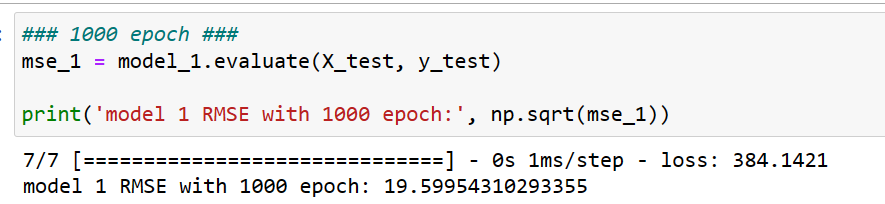 ### 1000 epoch ###
mse_1 = model_1.evaluate(X_test, y_test)
print('model 1 RMSE with 1000 epoch:', np.sqrt(mse_1))
7/7 [==============================] - 0s 1ms/step - loss: 384.1421
model 1 RMSE with 1000 epoch: 19.59954310293355